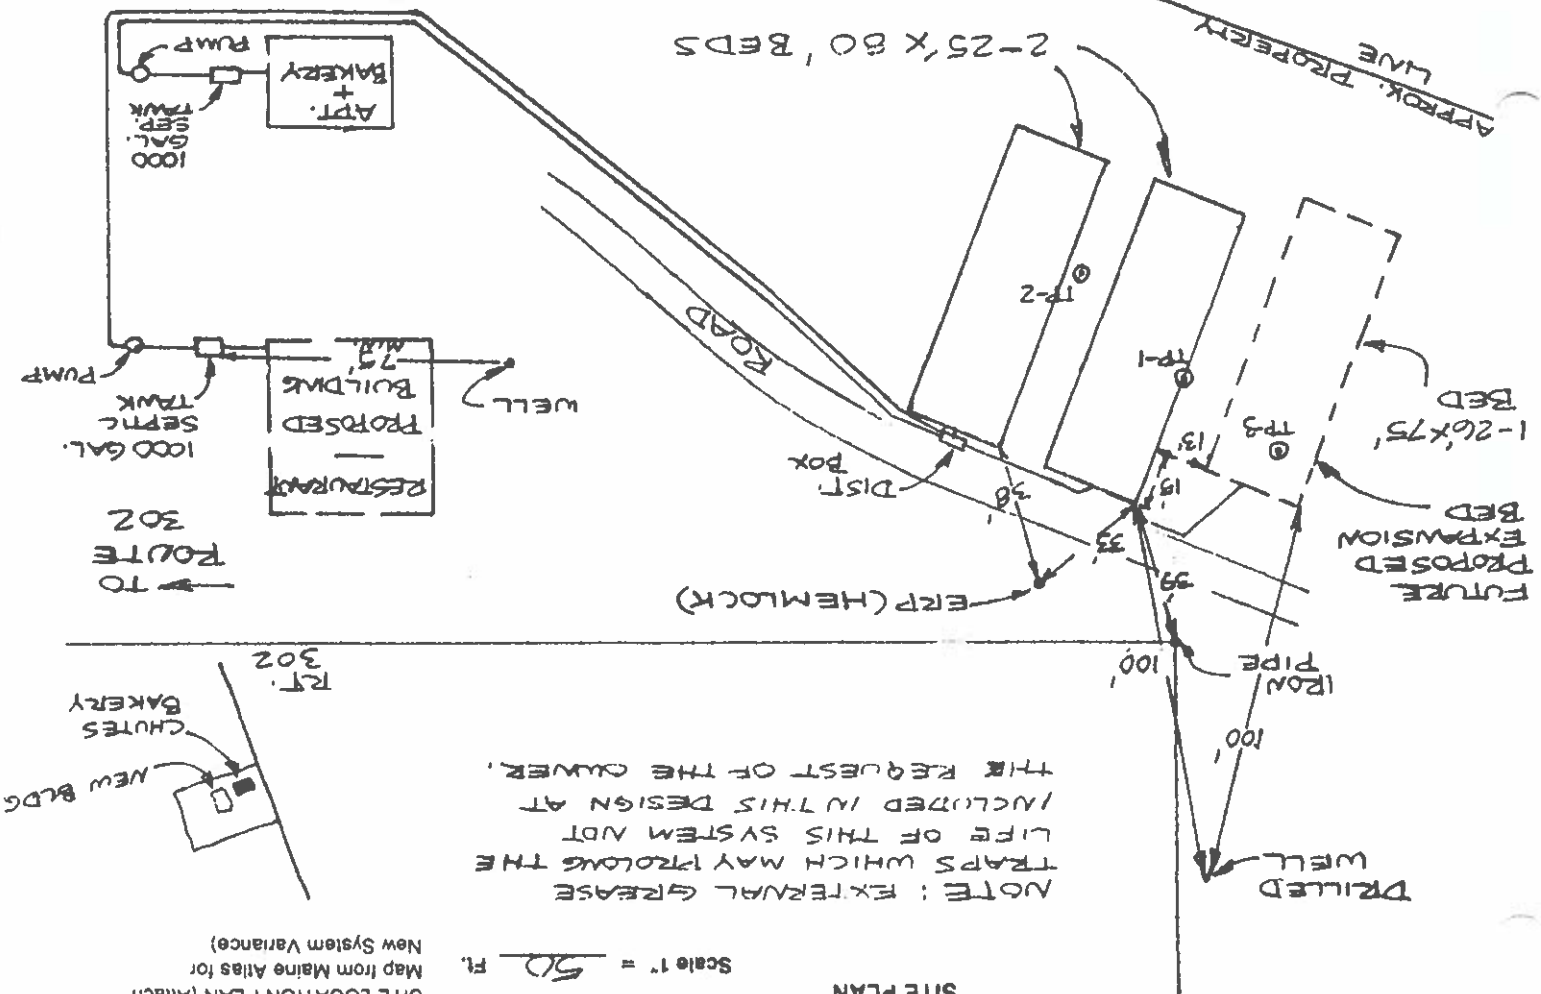 SITE PLAN
Scale 1" = 50 Ft.
SITE LOCATION PLAN (Attach
Map from Maine Atlas for
New System Variance)
DRILLED
WELL
NOTE: EXTERNAL GREASE
TRAPS WHICH MAY PROLONG THE
LIFE OF THIS SYSTEM NOT
INCLUDED IN THIS DESIGN AT
THE REQUEST OF THE OWNER.
NEW BLDG
CHUTES
BAKERY
RT.
302
100'
100'
IRON
PIPE
39'
33'
38'
ERP (HEMLOCK)
TO
ROUTE
302
FUTURE
PROPOSED
EXPANSION
BED
1-26'x75'
BED
15'
13'
TP-3
TP-1
TP-2
DIST.
BOX
ROAD
WELL
RESTAURANT
PROPOSED
BUILDING
75'
MIN.
1000 GAL.
SEPTIC
TANK
PUMP
1000
GAL.
SEP.
TANK
PUMP
APT.
+
BAKERY
2-25'x80' BEDS
APPROX. PROPERTY
LINE